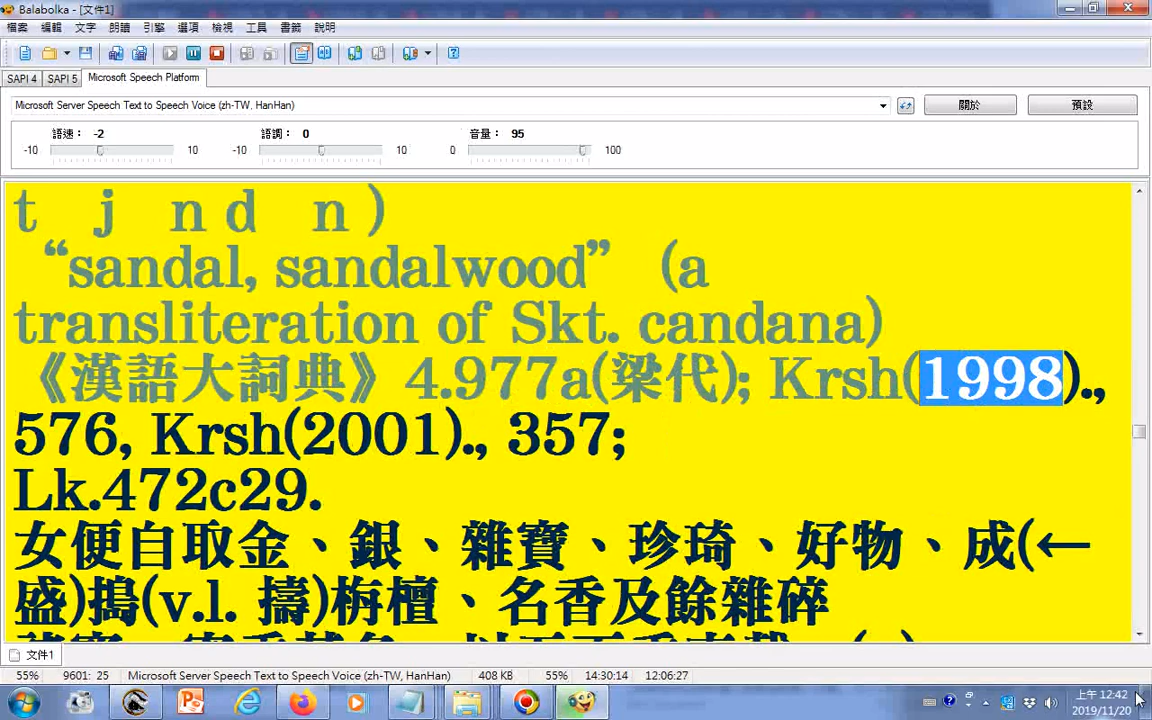 Balabolka - [文件1]
檔案 編輯 文字 朗讀 引擎 選項 檢視 工具 書籤 說明
SAPI 4 SAPI 5 Microsoft Speech Platform
Microsoft Server Speech Text to Speech Voice (zh-TW, HanHan) 關於 預設
語速: -2 語調: 0 音量: 95
-10 10 -10 10 0 100
t j n d n )
“sandal, sandalwood” (a
transliteration of Skt. candana)
《漢語大詞典》 4.977a(梁代); Krsh(1998).,
576, Krsh(2001)., 357;
Lk.472c29.
女便自取金、銀、雜寶、珍琦、好物、成(←
盛)搗(v.l. 擣)栴檀、名香及餘雜碎
文件1
55% 9601: 25 Microsoft Server Speech Text to Speech Voice (zh-TW, HanHan) 408 KB 55% 14:30:14 12:06:27
上午 12:42
2019/11/20